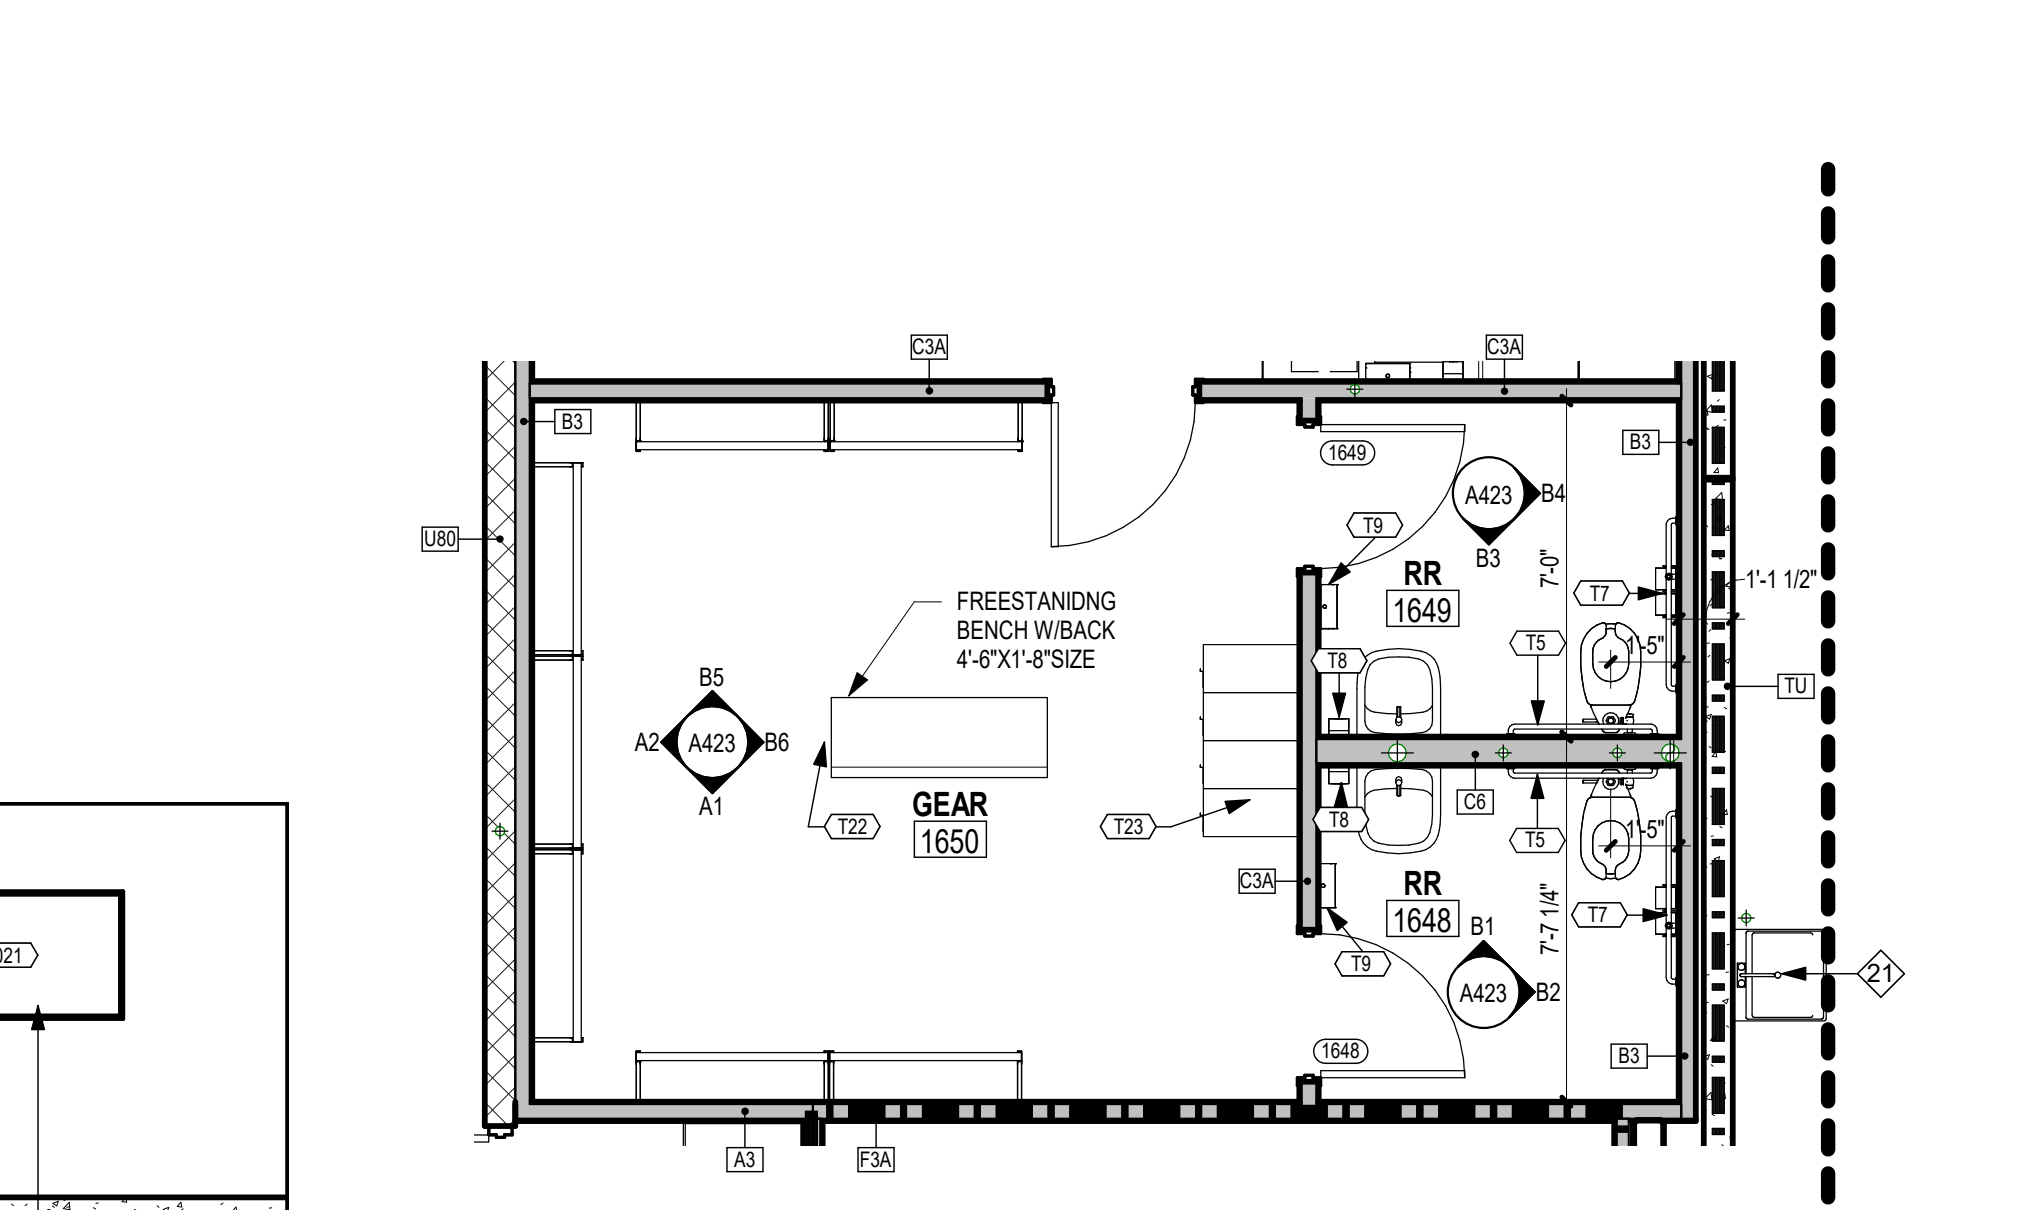 C3A
C3A
B3
B3
1649
A423
B4
B3
T9
U80
RR
1649
7'-0"
T7
1'-1 1/2"
FREESTANIDNG
BENCH W/BACK
4'-6"X1'-8"SIZE
T5
1'-5"
T8
B5
A2
A423
B6
A1
TU
GEAR
1650
T22
T23
C6
T8
T5
1'-5"
C3A
RR
1648
7'-7 1/4"
T7
B1
A423
B2
T9
021
21
1648
B3
A3
F3A